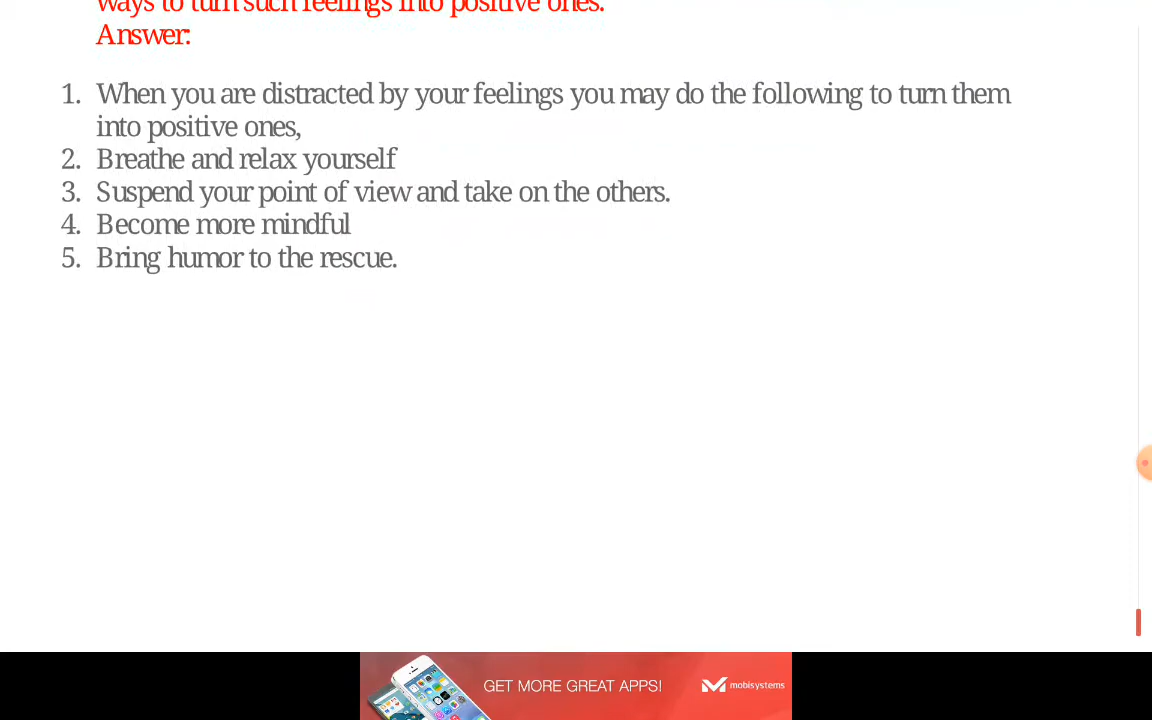 ways to turn such feelings into positive ones.
Answer:
1. When you are distracted by your feelings you may do the following to turn them
into positive ones,
2. Breathe and relax yourself
3. Suspend your point of view and take on the others.
4. Become more mindful
5. Bring humor to the rescue.
GET MORE GREAT APPS!
mobisystems